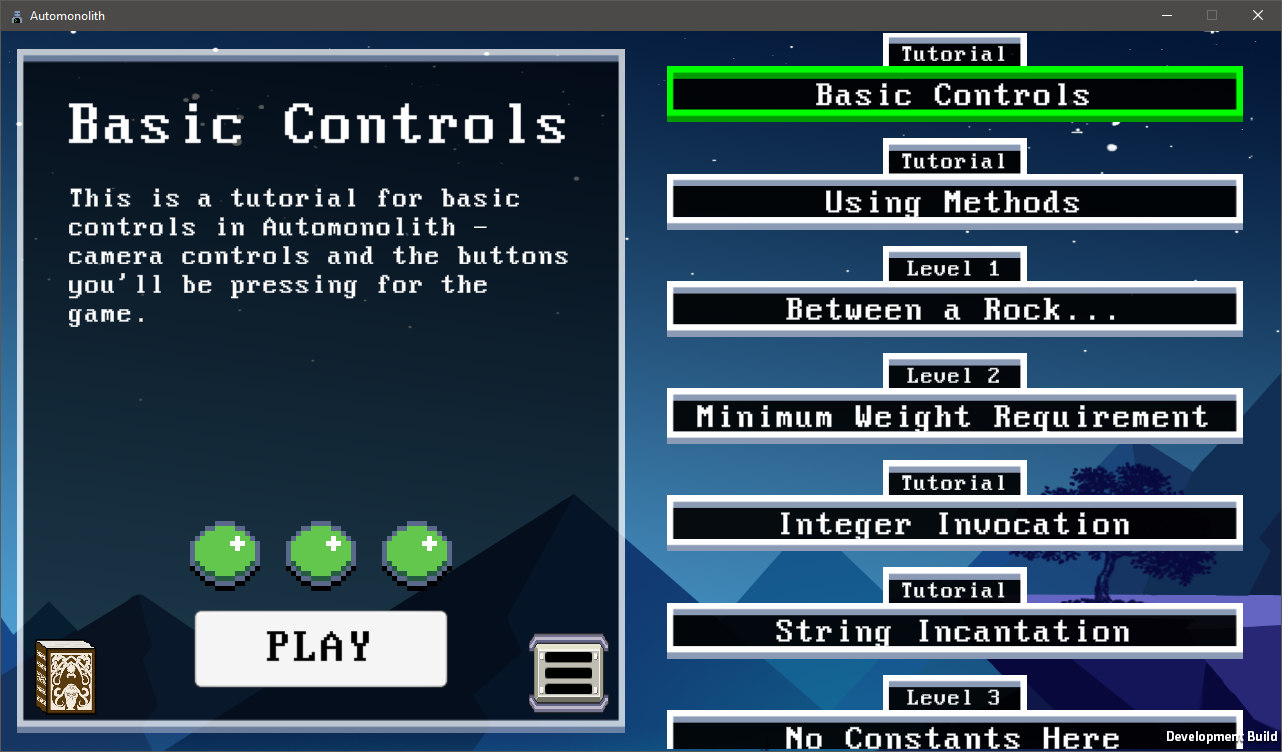 Automonolith
Basic Controls
This is a tutorial for basic
controls in Automonolith -
camera controls and the buttons
you'll be pressing for the
game.
PLAY
Tutorial
Basic Controls
Tutorial
Using Methods
Level 1
Between a Rock...
Level 2
Minimum Weight Requirement
Tutorial
Integer Invocation
Tutorial
String Incantation
Level 3
No Constants Here
Development Build